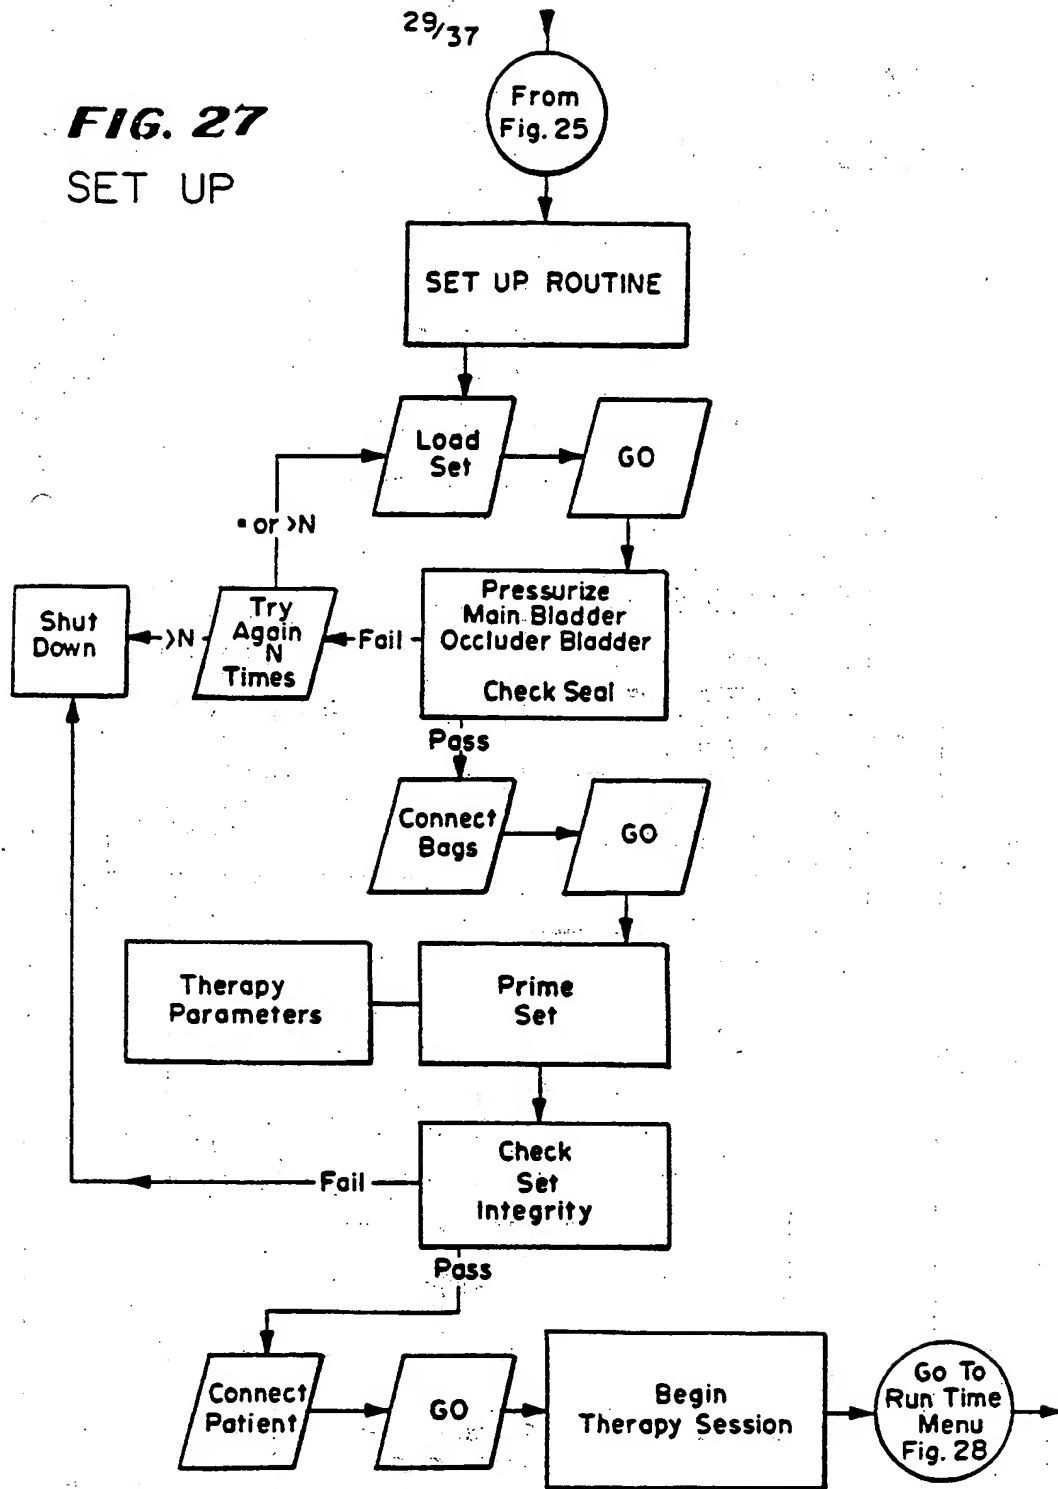 29/37
FIG. 27
SET UP
From
Fig. 25
SET UP ROUTINE
Load
Set
GO
• or >N
Shut
Down
>N
Try
Again
N
Times
Fail
Pressurize
Main Bladder
Occluder Bladder
Check Seal
Pass
Connect
Bags
GO
Therapy
Parameters
Prime
Set
Check
Set
Integrity
Fail
Pass
Connect
Patient
GO
Begin
Therapy Session
Go To
Run Time
Menu
Fig. 28